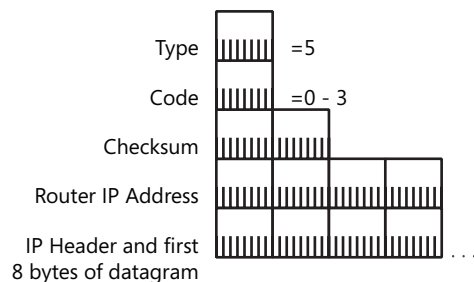 Type =5
Code =0 - 3
Checksum
Router IP Address
IP Header and first
8 bytes of datagram ...